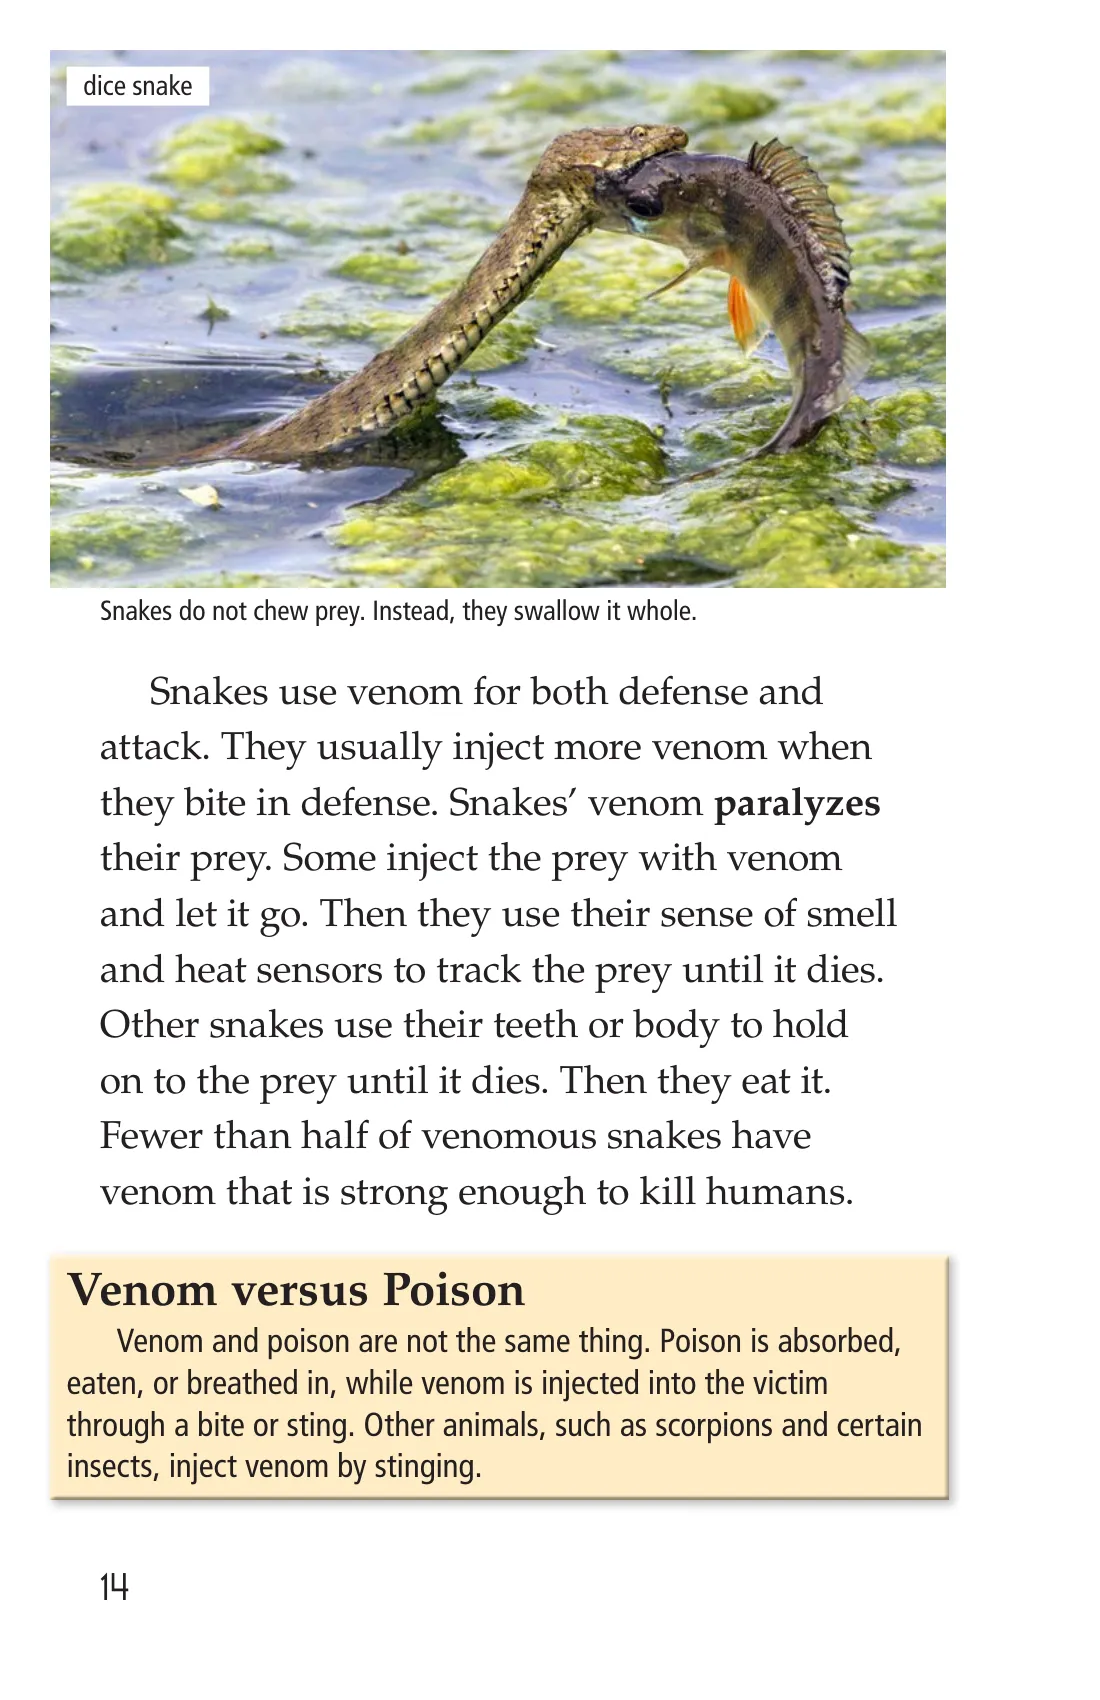 dice snake
Snakes do not chew prey. Instead, they swallow it whole.
Snakes use venom for both defense and
attack. They usually inject more venom when
they bite in defense. Snakes’ venom paralyzes
their prey. Some inject the prey with venom
and let it go. Then they use their sense of smell
and heat sensors to track the prey until it dies.
Other snakes use their teeth or body to hold
on to the prey until it dies. Then they eat it.
Fewer than half of venomous snakes have
venom that is strong enough to kill humans.
Venom versus Poison
Venom and poison are not the same thing. Poison is absorbed,
eaten, or breathed in, while venom is injected into the victim
through a bite or sting. Other animals, such as scorpions and certain
insects, inject venom by stinging.
14